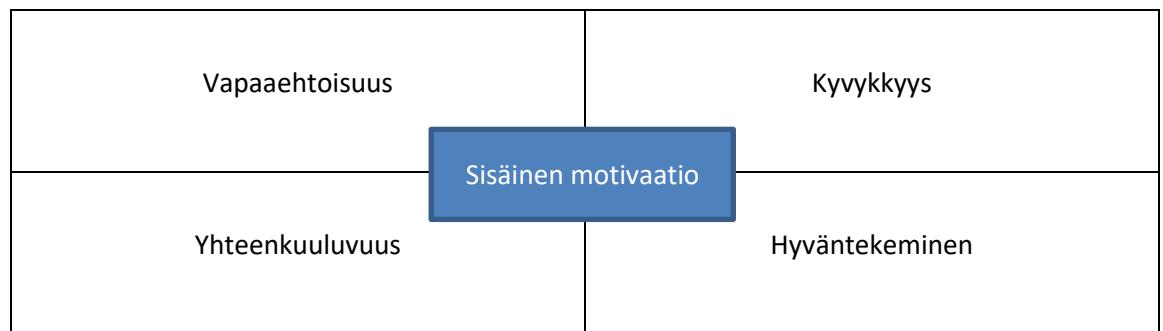 Vapaaehtoisuus
Kyvykkyys
Sisäinen motivaatio
Yhteenkuuluvuus
Hyväntekeminen